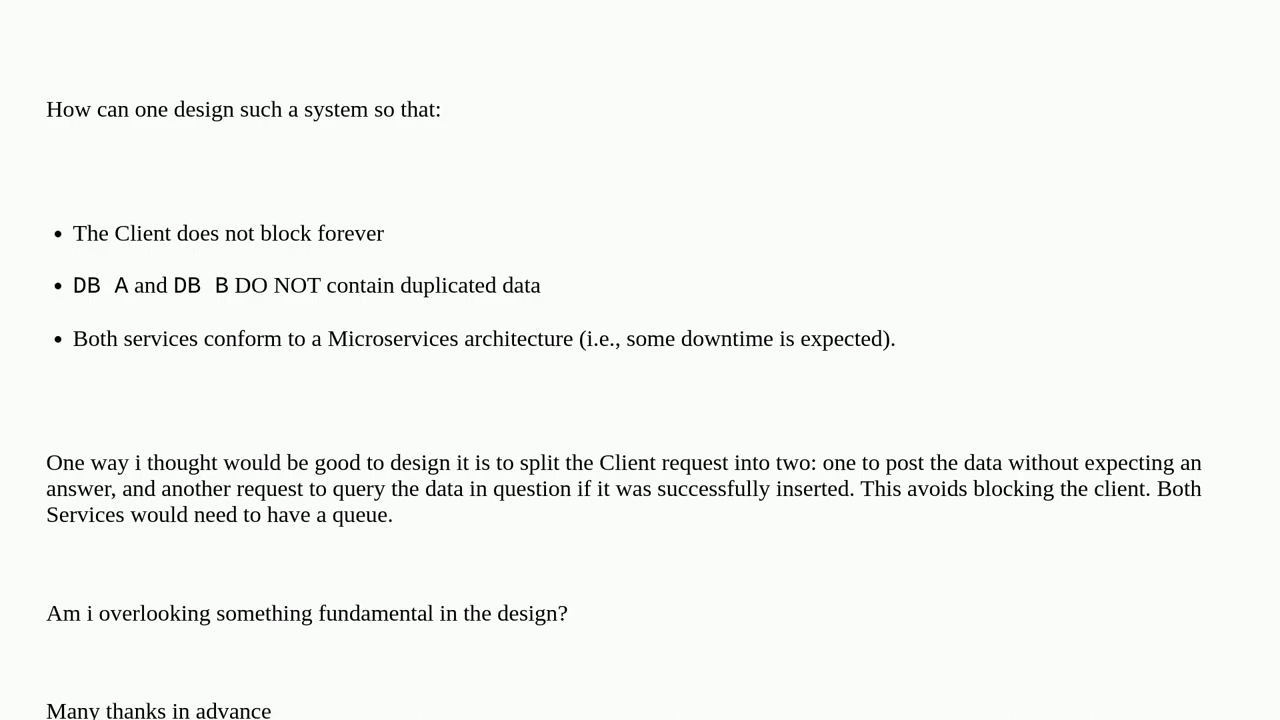 How can one design such a system so that:
• The Client does not block forever
• DB A and DB B DO NOT contain duplicated data
• Both services conform to a Microservices architecture (i.e., some downtime is expected).
One way i thought would be good to design it is to split the Client request into two: one to post the data without expecting an
answer, and another request to query the data in question if it was successfully inserted. This avoids blocking the client. Both
Services would need to have a queue.
Am i overlooking something fundamental in the design?
Many thanks in advance